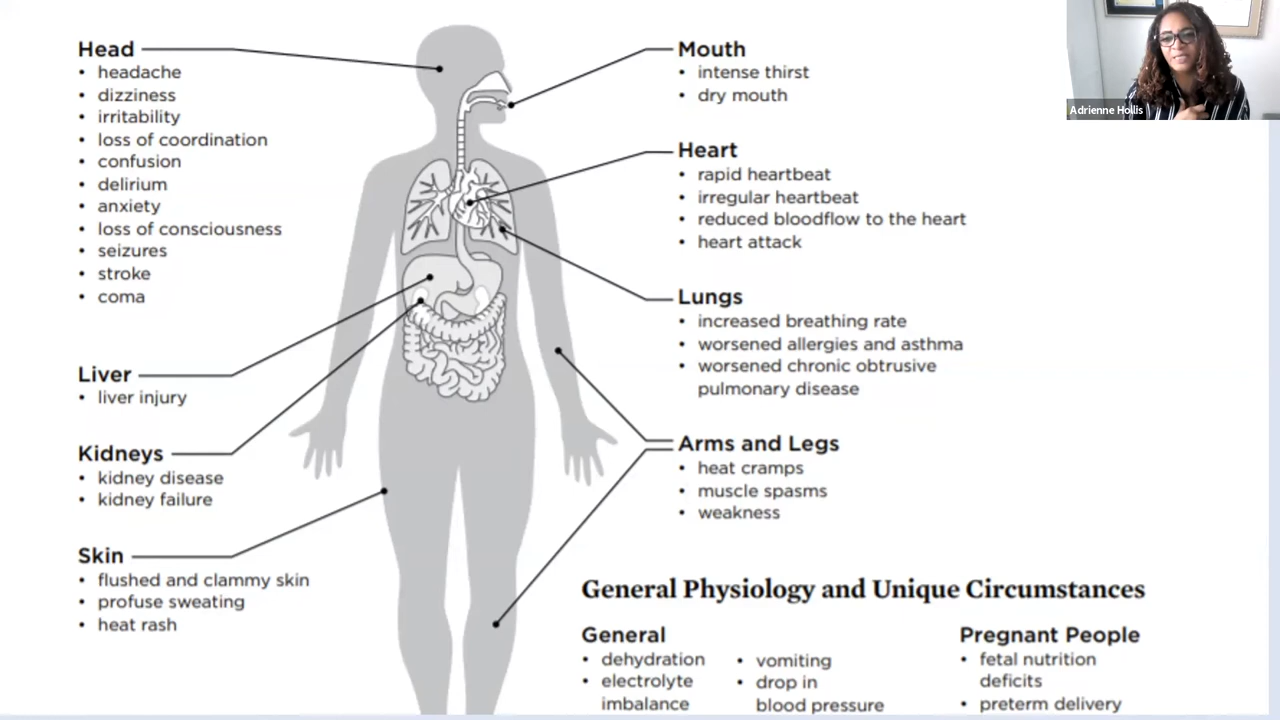 Head
• headache
• dizziness
• irritability
• loss of coordination
• confusion
• delirium
• anxiety
• loss of consciousness
• seizures
• stroke
• coma
Liver
• liver injury
Kidneys
• kidney disease
• kidney failure
Skin
• flushed and clammy skin
• profuse sweating
• heat rash
Mouth
• intense thirst
• dry mouth
Heart
• rapid heartbeat
• irregular heartbeat
• reduced bloodflow to the heart
• heart attack
Lungs
• increased breathing rate
• worsened allergies and asthma
• worsened chronic obtrusive
pulmonary disease
Arms and Legs
• heat cramps
• muscle spasms
• weakness
General Physiology and Unique Circumstances
General
• dehydration
• electrolyte
imbalance
• vomiting
• drop in
blood pressure
Pregnant People
• fetal nutrition
deficits
• preterm delivery
Adrienne Hollis